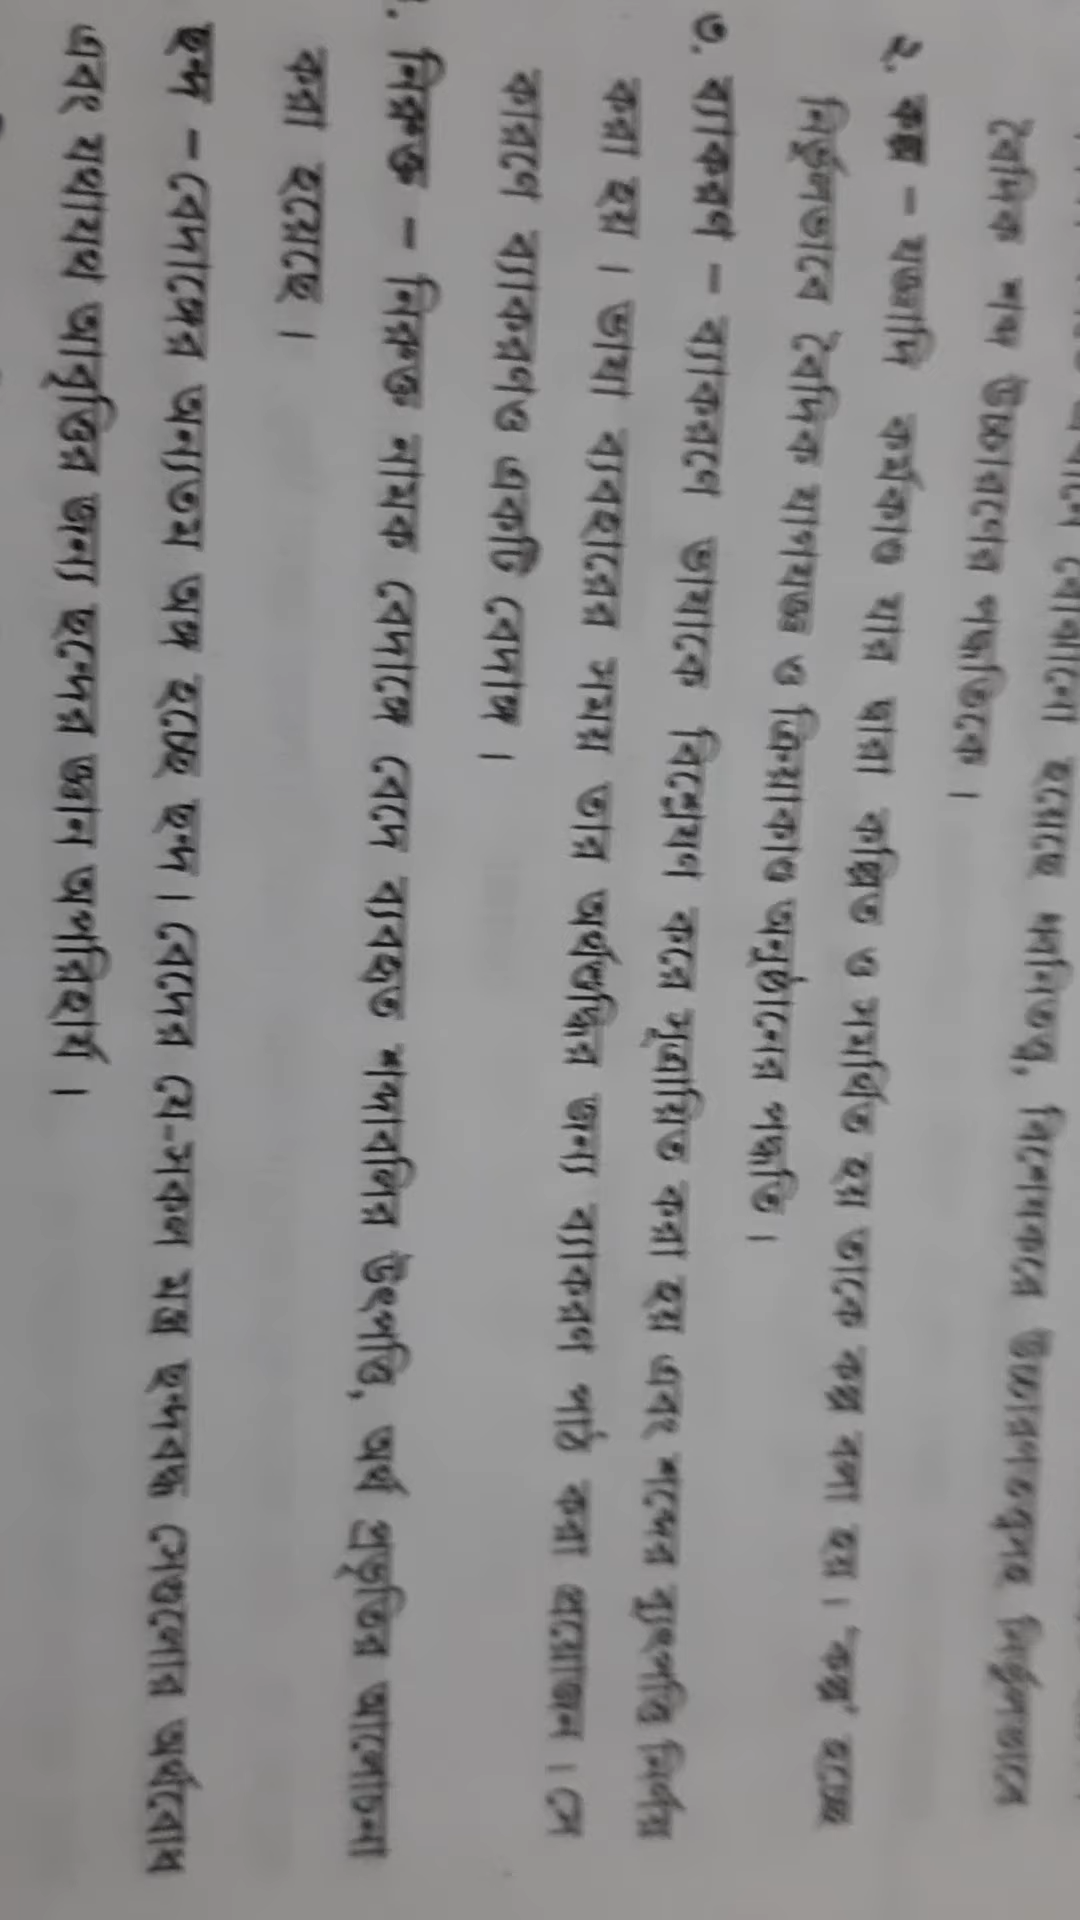 বোঝানো হয়েছে ধ্বনিতত্ত্ব, বিশেষকরে উচ্চারণতত্ত্বসহ নির্ভুলভাবে
বৈদিক শব্দ উচ্চারণের পদ্ধতিকে।
২. কল্প – যজ্ঞাদি কর্মকাণ্ড যার দ্বারা কল্পিত ও সমর্থিত হয় তাকে কল্প বলা হয়। 'কল্প' হচ্ছে
নির্ভুলভাবে বৈদিক যাগযজ্ঞ ও ক্রিয়াকাণ্ড অনুষ্ঠানের পদ্ধতি।
৩. ব্যাকরণ – ব্যাকরণে ভাষাকে বিশ্লেষণ করে সূত্রায়িত করা হয় এবং শব্দের ব্যুৎপত্তি নির্ণয়
করা হয়। ভাষা ব্যবহারের সময় তার অর্থশুদ্ধির জন্য ব্যাকরণ পাঠ করা প্রয়োজন। সে
কারণে ব্যাকরণও একটি বেদাঙ্গ।
. নিরুক্ত – নিরুক্ত নামক বেদাঙ্গে বেদে ব্যবহৃত শব্দাবলির উৎপত্তি, অর্থ প্রভৃতির আলোচনা
করা হয়েছে।
ছন্দ – বেদাঙ্গের অন্যতম অঙ্গ হচ্ছে ছন্দ। বেদের যে-সকল মন্ত্র ছন্দবদ্ধ সেগুলোর অর্থবোধ
এবং যথাযথ আবৃত্তির জন্য ছন্দের জ্ঞান অপরিহার্য।